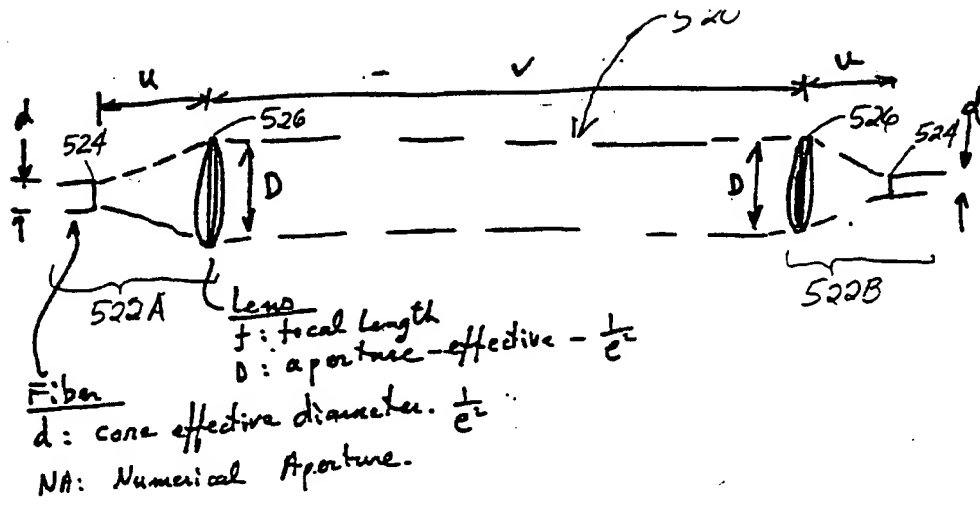 520
u
v
u
d
524
526
D
D
526
524
d
522A
522B
Lens
f: focal Length
D: aperture-effective - 1/e²
Fiber
d: core effective diameter. 1/e²
NA: Numerical Aperture.